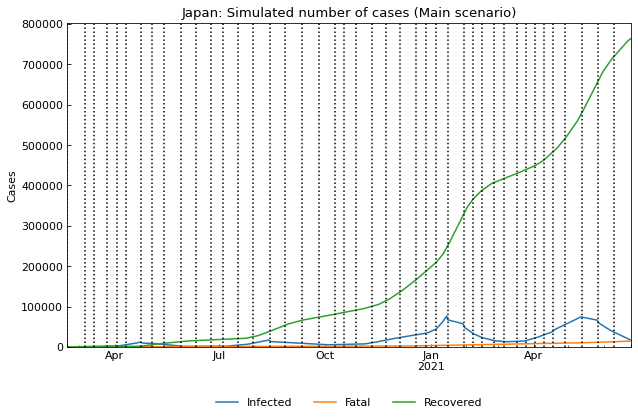 Japan: Simulated number of cases (Main scenario)
800000
700000
600000
500000
400000
300000
200000
100000
0
Cases
Apr Jul Oct Jan Apr
2021
Infected Fatal Recovered